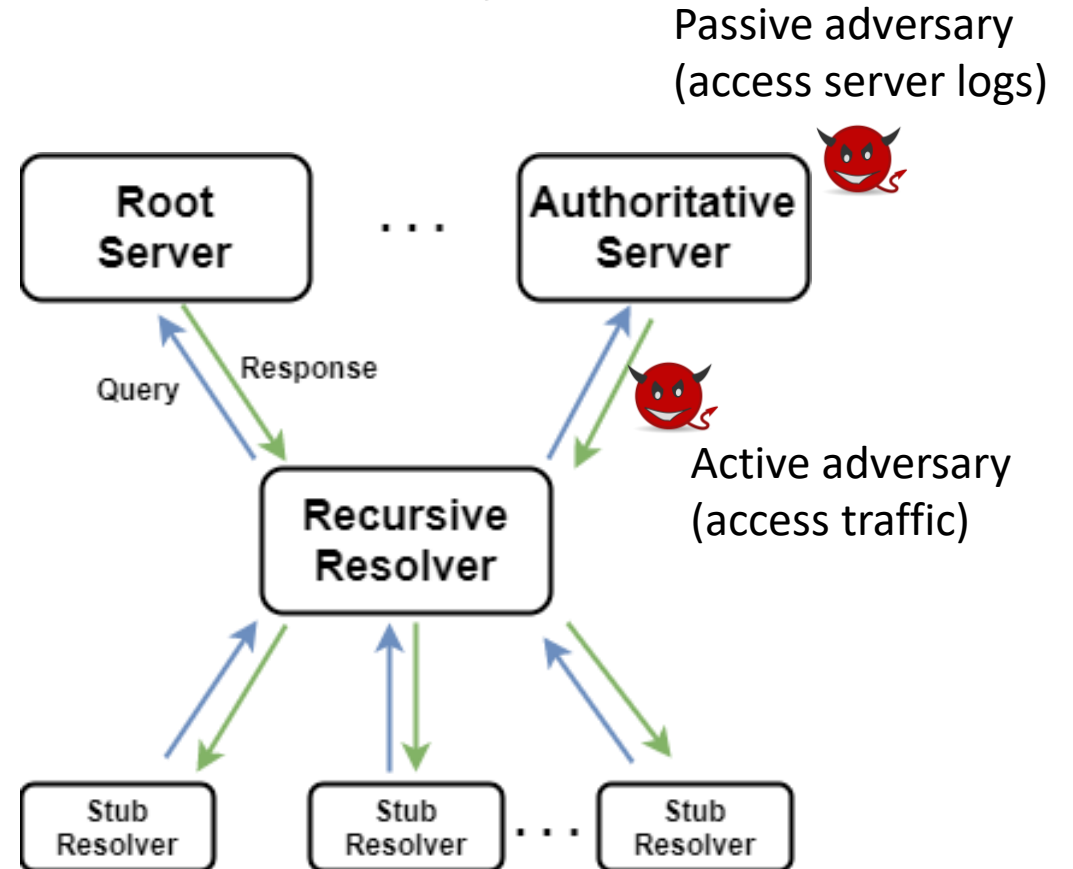 Passive adversary
(access server logs)
Root
Server
. . .
Authoritative
Server
Query
Response
Active adversary
(access traffic)
Recursive
Resolver
Stub
Resolver
Stub
Resolver
. . .
Stub
Resolver